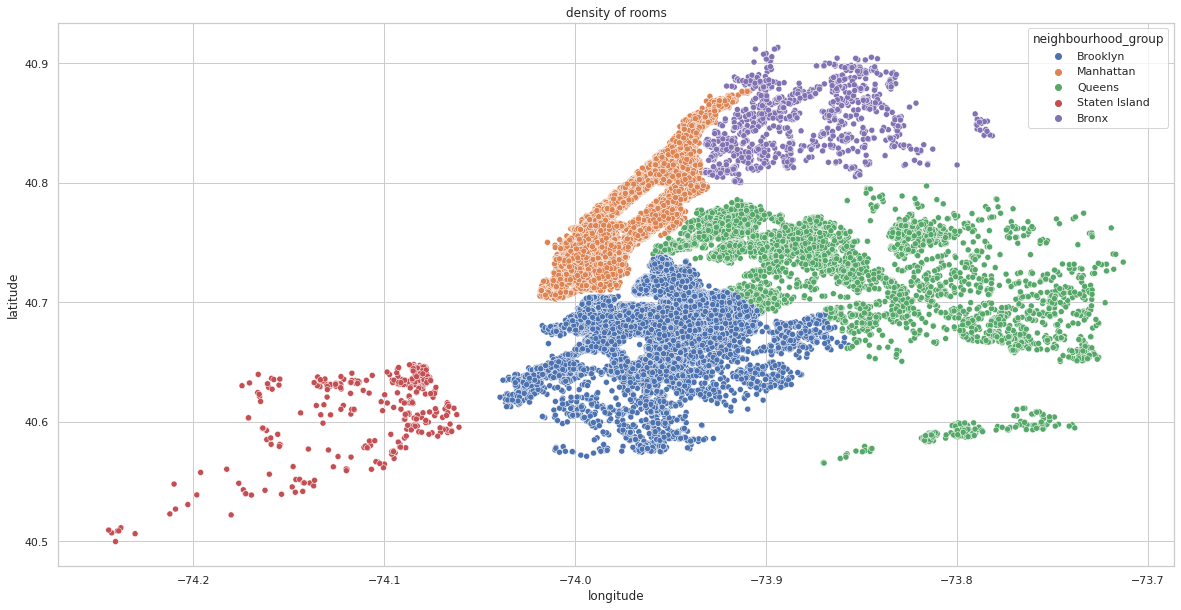 density of rooms
neighbourhood_group
Brooklyn
Manhattan
Queens
Staten Island
Bronx
latitude
40.9
40.8
40.7
40.6
40.5
−74.2
−74.1
−74.0
−73.9
−73.8
−73.7
longitude